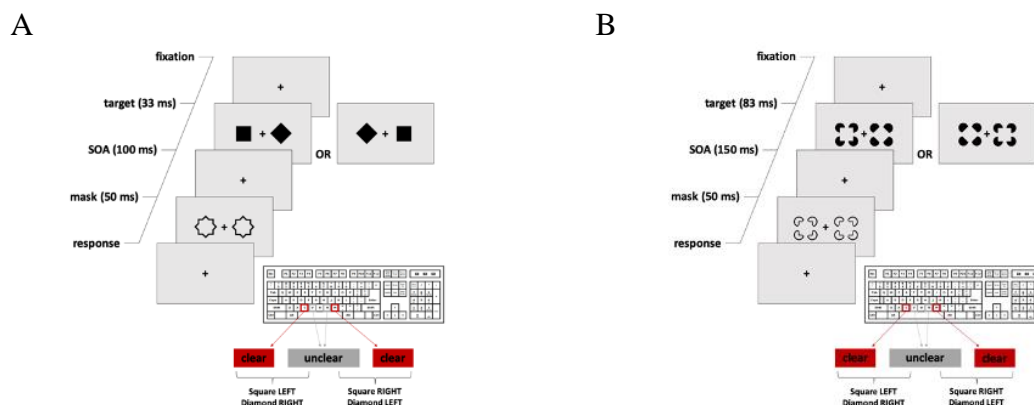 A
fixation
target (33 ms)
SOA (100 ms)
OR
mask (50 ms)
response
clear
unclear
clear
Square LEFT
Diamond RIGHT
Square RIGHT
Diamond LEFT
B
fixation
target (83 ms)
SOA (150 ms)
OR
mask (50 ms)
response
clear
unclear
clear
Square LEFT
Diamond RIGHT
Square RIGHT
Diamond LEFT